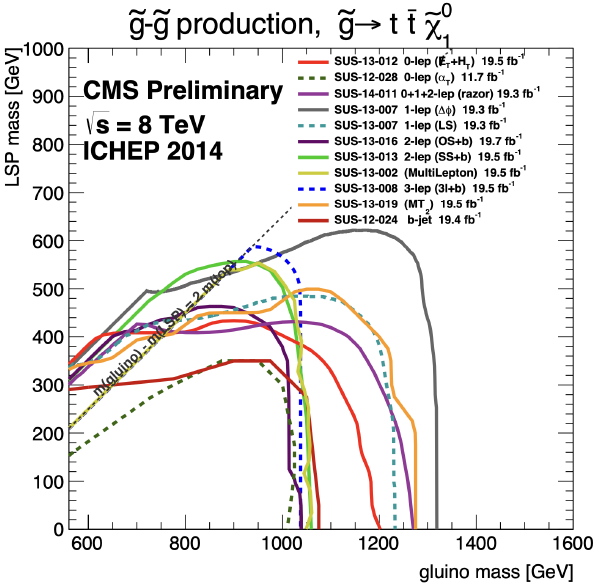 g̃-g̃ production, g̃→ t t̄ χ̃⁰₁
LSP mass [GeV]
1000
900
800
700
600
500
400
300
200
100
0
CMS Preliminary
√s = 8 TeV
ICHEP 2014
SUS-13-012 0-lep (E̸_T+H_T) 19.5 fb⁻¹
SUS-12-028 0-lep (α_T) 11.7 fb⁻¹
SUS-14-011 0+1+2-lep (razor) 19.3 fb⁻¹
SUS-13-007 1-lep (Δϕ) 19.3 fb⁻¹
SUS-13-007 1-lep (LS) 19.3 fb⁻¹
SUS-13-016 2-lep (OS+b) 19.7 fb⁻¹
SUS-13-013 2-lep (SS+b) 19.5 fb⁻¹
SUS-13-002 (MultiLepton) 19.5 fb⁻¹
SUS-13-008 3-lep (3l+b) 19.5 fb⁻¹
SUS-13-019 (MT₂) 19.5 fb⁻¹
SUS-12-024 b-jet 19.4 fb⁻¹
m(gluino) - m(LSP) = 2 m(top)
600 800 1000 1200 1400 1600
gluino mass [GeV]